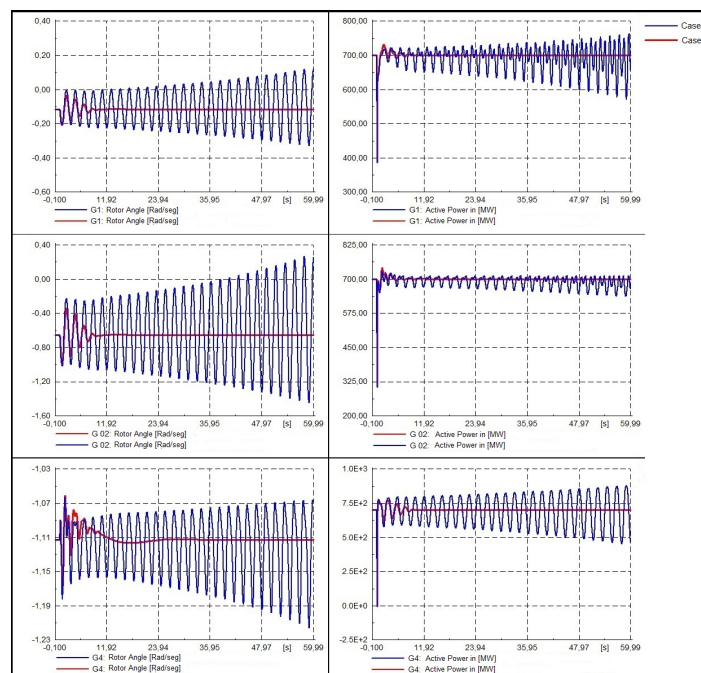 0,40
0,00
-0,20
-0,40
-0,60
-0,100 11,92 23,94 35,95 47,97 [s] 59,99
G1: Rotor Angle [Rad/seg]
G1: Rotor Angle [Rad/seg]
800,00
700,00
600,00
500,00
400,00
300,00
-0,100 11,92 23,94 35,95 47,97 [s] 59,99
G1: Active Power in [MW]
G1: Active Power in [MW]
Case
Case
0,40
0,00
-0,40
-0,80
-1,20
-1,60
-0,100 11,92 23,94 35,95 47,97 [s] 59,99
G 02: Rotor Angle [Rad/seg]
G 02: Rotor Angle [Rad/seg]
825,00
700,00
575,00
450,00
325,00
200,00
-0,100 11,92 23,94 35,95 47,97 [s] 59,99
G 02: Active Power in [MW]
G 02: Active Power in [MW]
-1,03
-1,07
-1,11
-1,15
-1,19
-1,23
-0,100 11,92 23,94 35,95 47,97 [s] 59,99
G4: Rotor Angle [Rad/seg]
G4: Rotor Angle [Rad/seg]
1.0E+3
7.5E+2
5.0E+2
2.5E+2
0.0E+3
-2.5E+2
-0,100 11,92 23,94 35,95 47,97 [s] 59,99
G4: Active Power in [MW]
G4: Active Power in [MW]